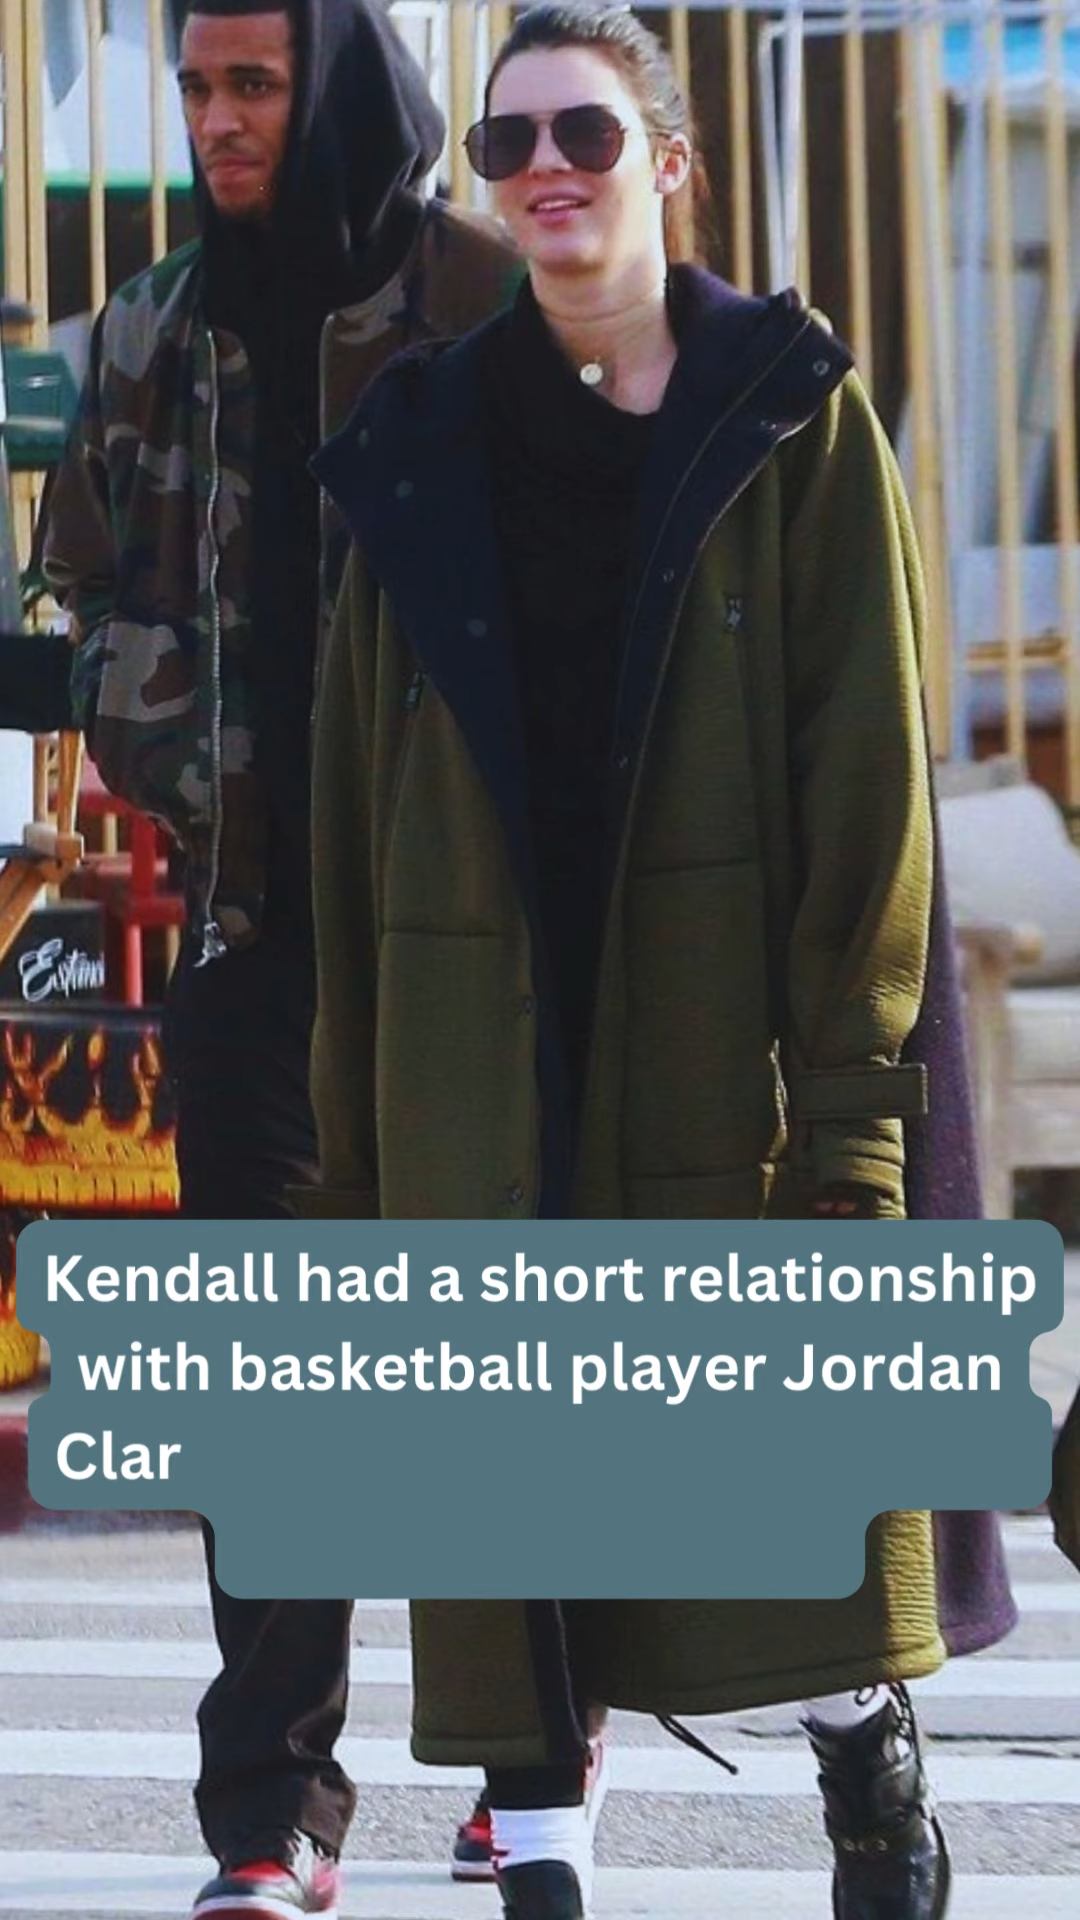 Kendall had a short relationship
with basketball player Jordan
Clar